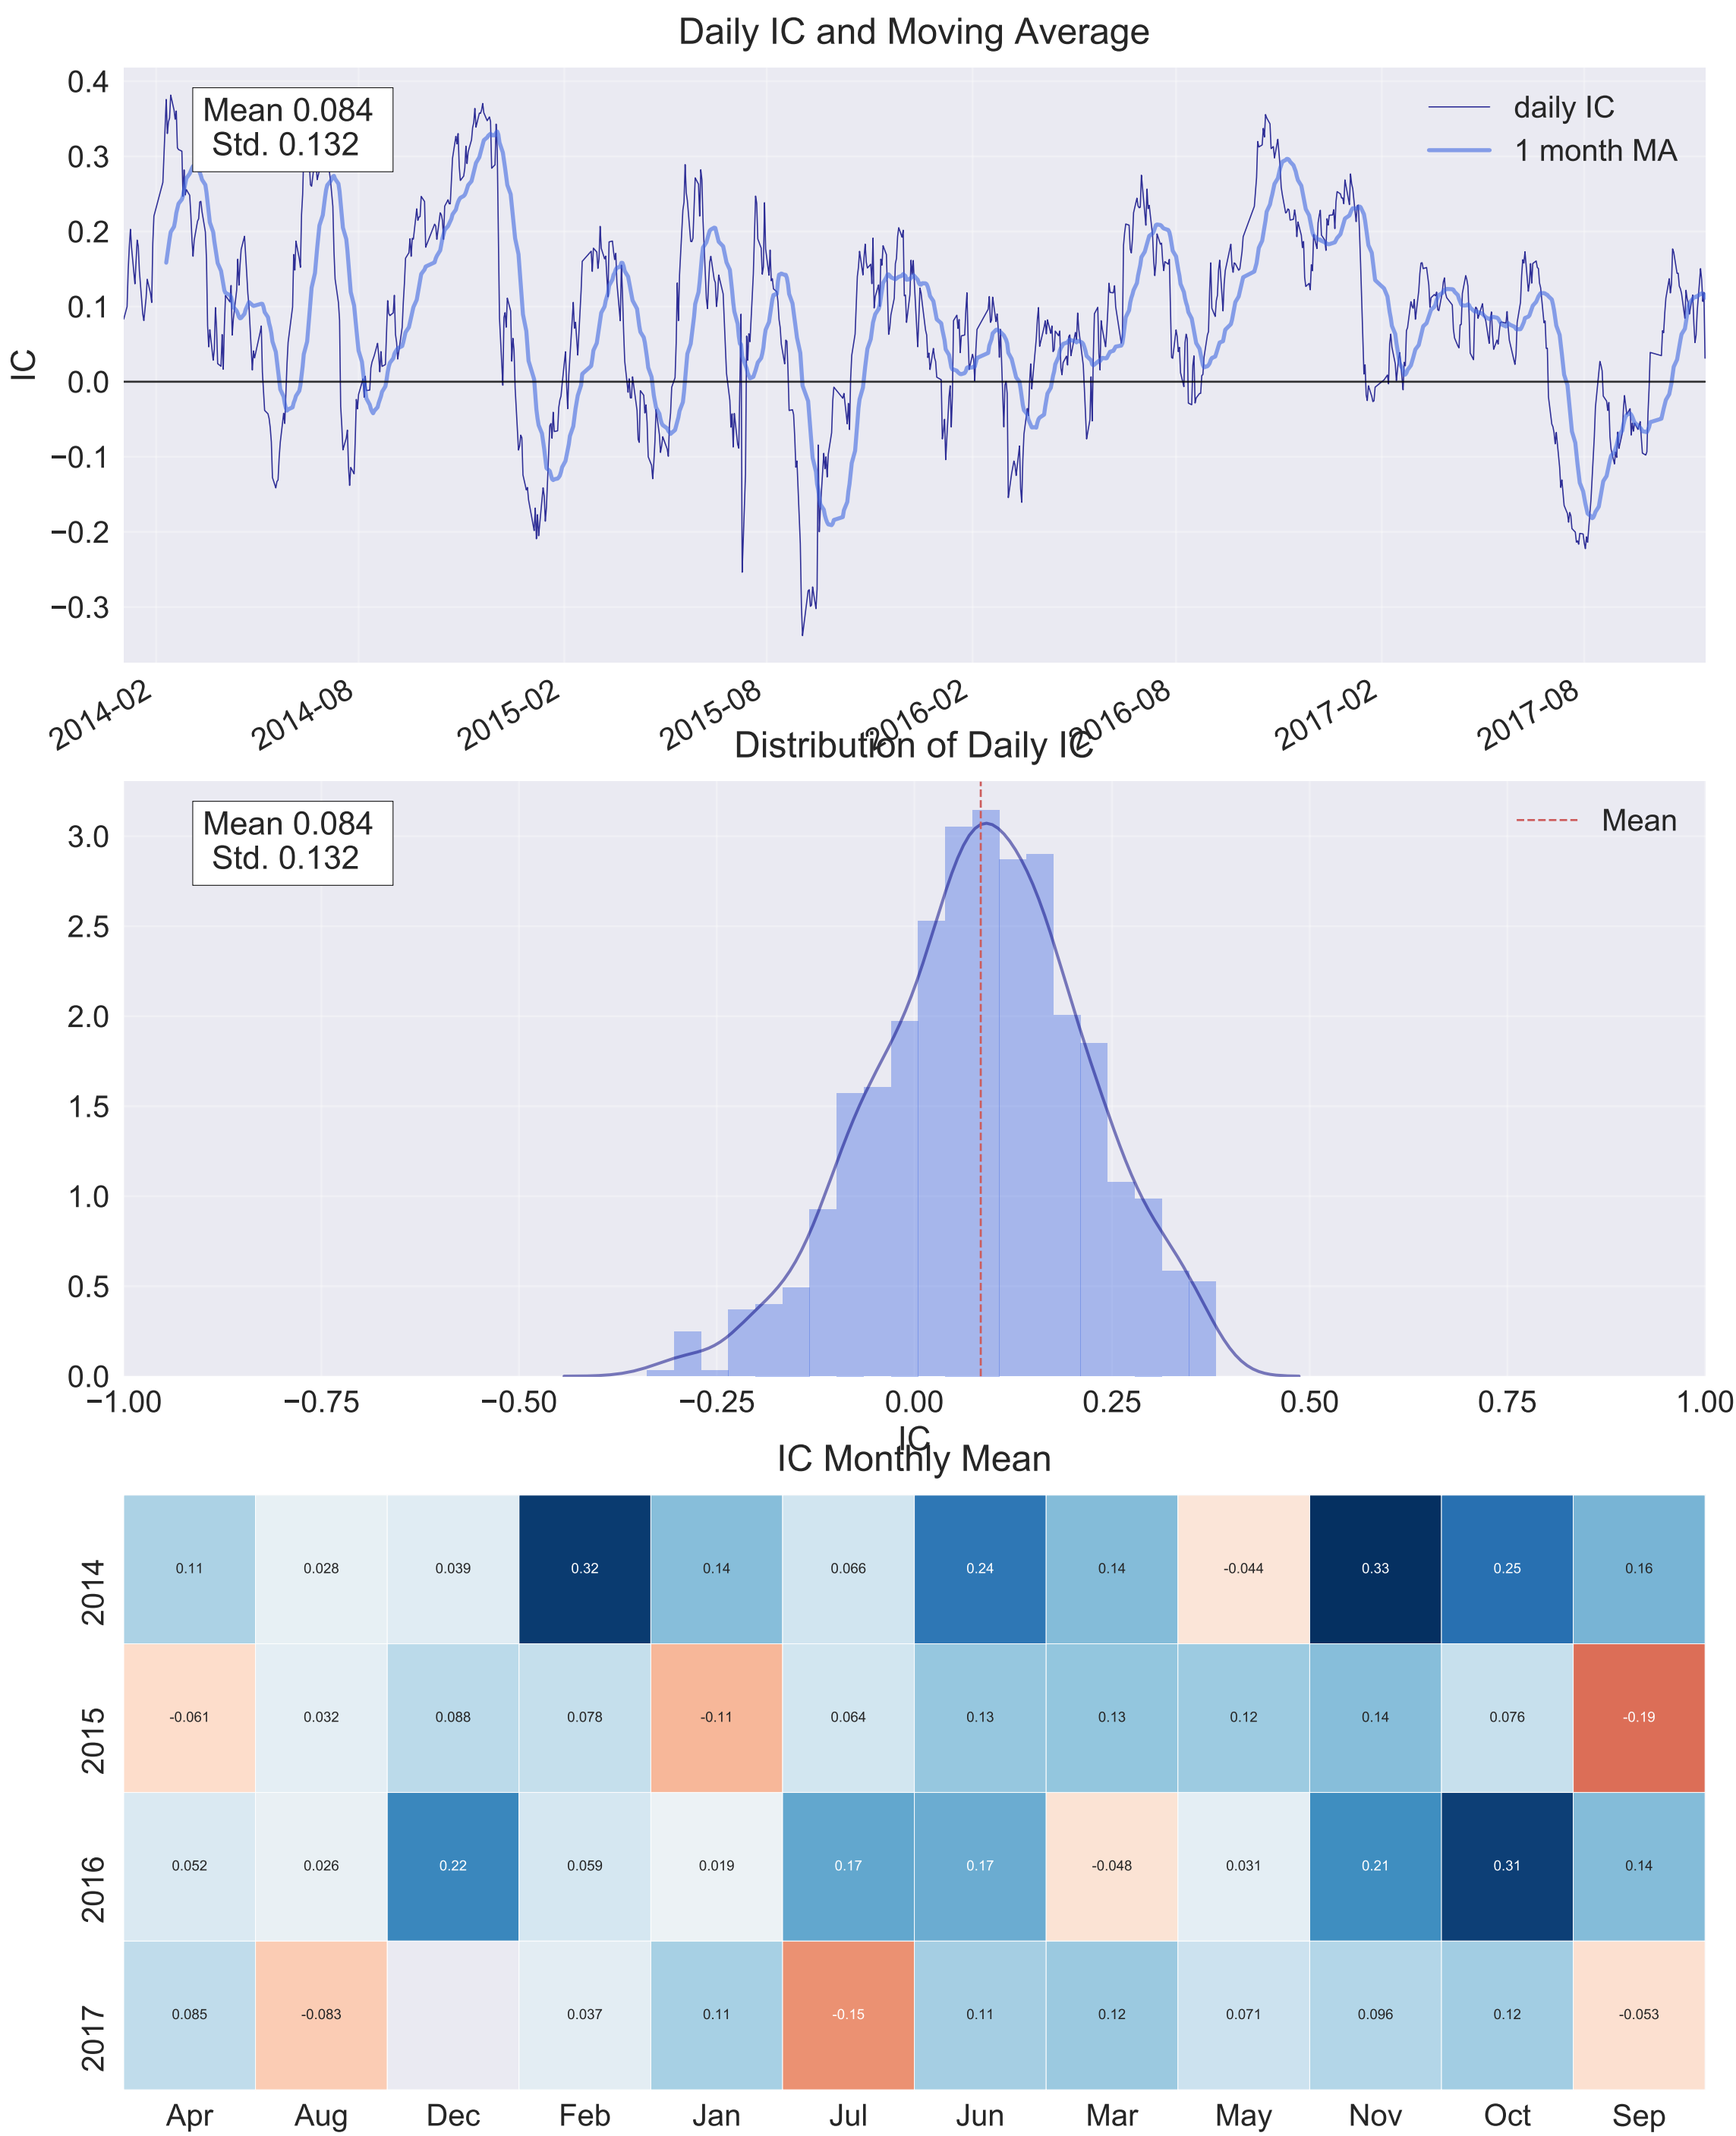 Daily IC and Moving Average
0.4
0.3
0.2
0.1
0.0
−0.1
−0.2
−0.3
IC
Mean 0.084
Std. 0.132
daily IC
1 month MA
2014-02 2014-08 2015-02 2015-08 2016-02 2016-08 2017-02 2017-08
Distribution of Daily IC
3.0
2.5
2.0
1.5
1.0
0.5
0.0
Mean 0.084
Std. 0.132
Mean
−1.00 −0.75 −0.50 −0.25 0.00 0.25 0.50 0.75 1.00
IC
IC Monthly Mean
2014 0.11 0.028 0.039 0.32 0.14 0.066 0.24 0.14 -0.044 0.33 0.25 0.16
2015 -0.061 0.032 0.088 0.078 -0.11 0.064 0.13 0.13 0.12 0.14 0.076 -0.19
2016 0.052 0.026 0.22 0.059 0.019 0.17 0.17 -0.048 0.031 0.21 0.31 0.14
2017 0.085 -0.083 0.037 0.11 -0.15 0.11 0.12 0.071 0.096 0.12 -0.053
Apr Aug Dec Feb Jan Jul Jun Mar May Nov Oct Sep